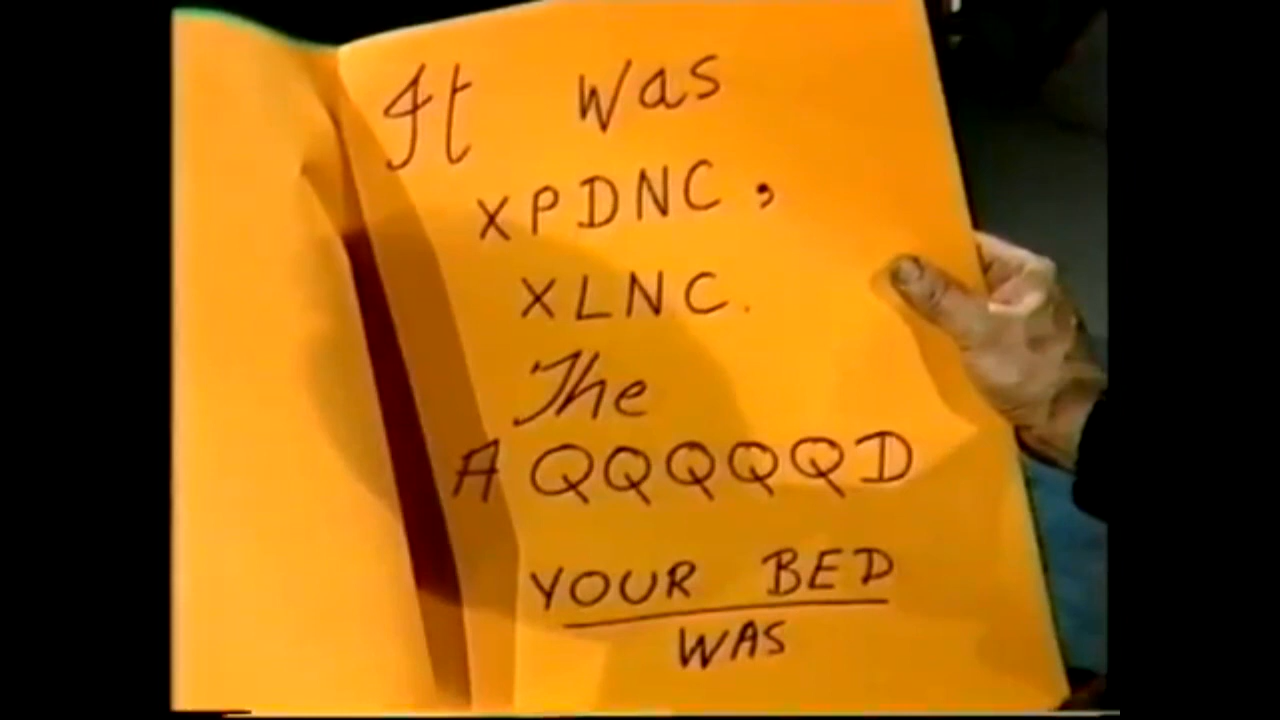 It was
XPDNC,
XLNC.
The
AQQQQQD
YOUR BED
WAS